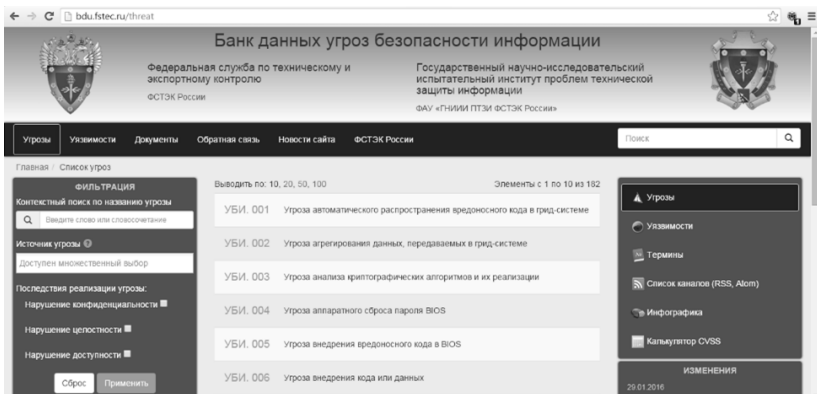 bdu.fstec.ru/threat
Банк данных угроз безопасности информации
Федеральная служба по техническому и
экспортному контролю
ФСТЭК России
Государственный научно-исследовательский
испытательный институт проблем технической
защиты информации
ФАУ «ГНИИИ ПТЗИ ФСТЭК России»
Угрозы Уязвимости Документы Обратная связь Новости сайта ФСТЭК России
Поиск
Главная / Список угроз
ФИЛЬТРАЦИЯ
Контекстный поиск по названию угрозы
Введите слово или словосочетание
Источник угрозы
Доступен множественный выбор
Последствия реализации угрозы:
Нарушение конфиденциальности
Нарушение целостности
Нарушение доступности
Сброс Применить
Выводить по: 10, 20, 50, 100 Элементы с 1 по 10 из 182
УБИ. 001 Угроза автоматического распространения вредоносного кода в грид-системе
УБИ. 002 Угроза агрегирования данных, передаваемых в грид-системе
УБИ. 003 Угроза анализа криптографических алгоритмов и их реализации
УБИ. 004 Угроза аппаратного сброса пароля BIOS
УБИ. 005 Угроза внедрения вредоносного кода в BIOS
УБИ. 006 Угроза внедрения кода или данных
Угрозы
Уязвимости
Термины
Список каналов (RSS, Atom)
Инфографика
Калькулятор CVSS
ИЗМЕНЕНИЯ
29.01.2016